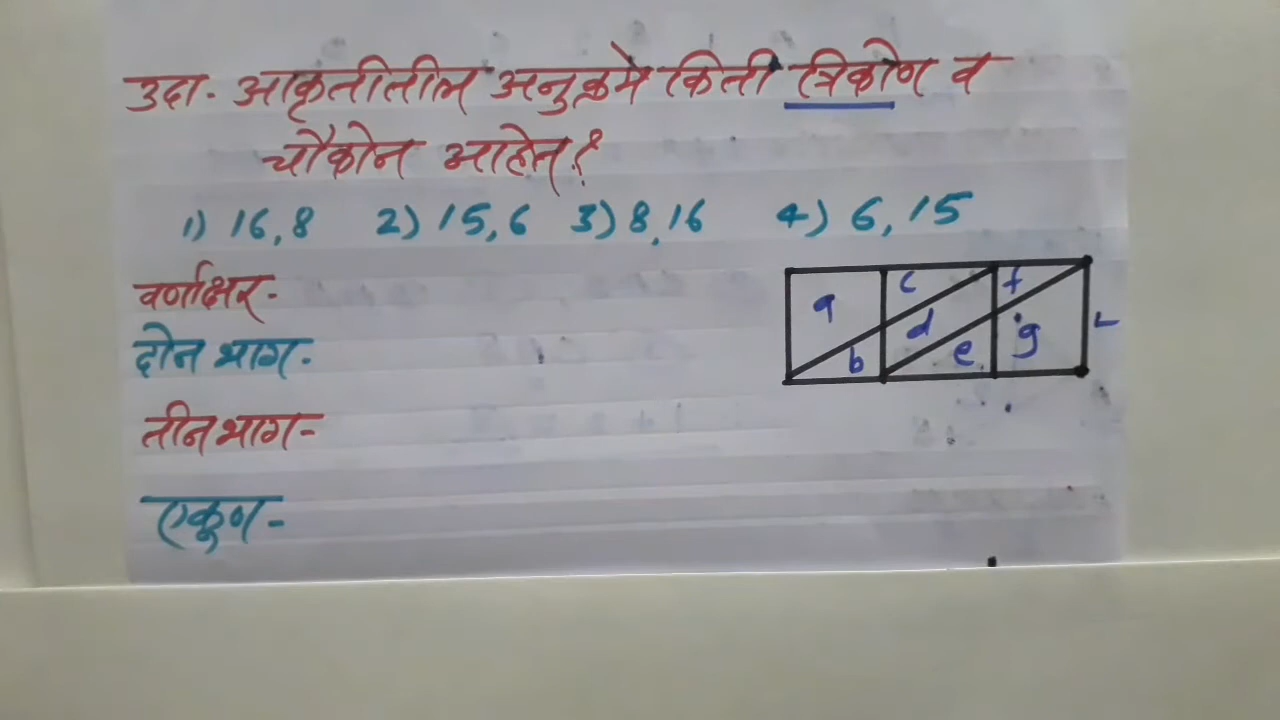 उदा. आकृतीतील अनुक्रमे किती त्रिकोण व
चौकोन आहेत?
1) 16,8 2) 15,6 3) 8,16 4) 6,15
वर्णाक्षर-
दोन भाग-
तीन भाग-
एकूण-
c f
a d g
b e